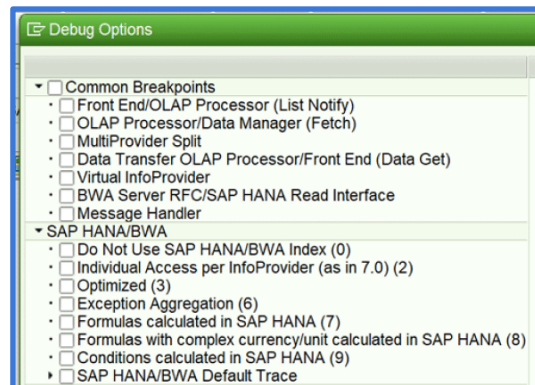 Debug Options
Common Breakpoints
Front End/OLAP Processor (List Notify)
OLAP Processor/Data Manager (Fetch)
MultiProvider Split
Data Transfer OLAP Processor/Front End (Data Get)
Virtual InfoProvider
BWA Server RFC/SAP HANA Read Interface
Message Handler
SAP HANA/BWA
Do Not Use SAP HANA/BWA Index (0)
Individual Access per InfoProvider (as in 7.0) (2)
Optimized (3)
Exception Aggregation (6)
Formulas calculated in SAP HANA (7)
Formulas with complex currency/unit calculated in SAP HANA (8)
Conditions calculated in SAP HANA (9)
SAP HANA/BWA Default Trace